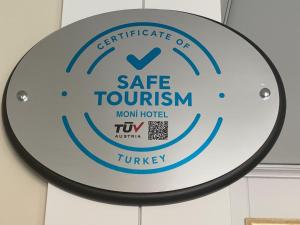 CERTIFICATE OF
SAFE
TOURISM
MONİ HOTEL
TÜV
AUSTRIA
TURKEY